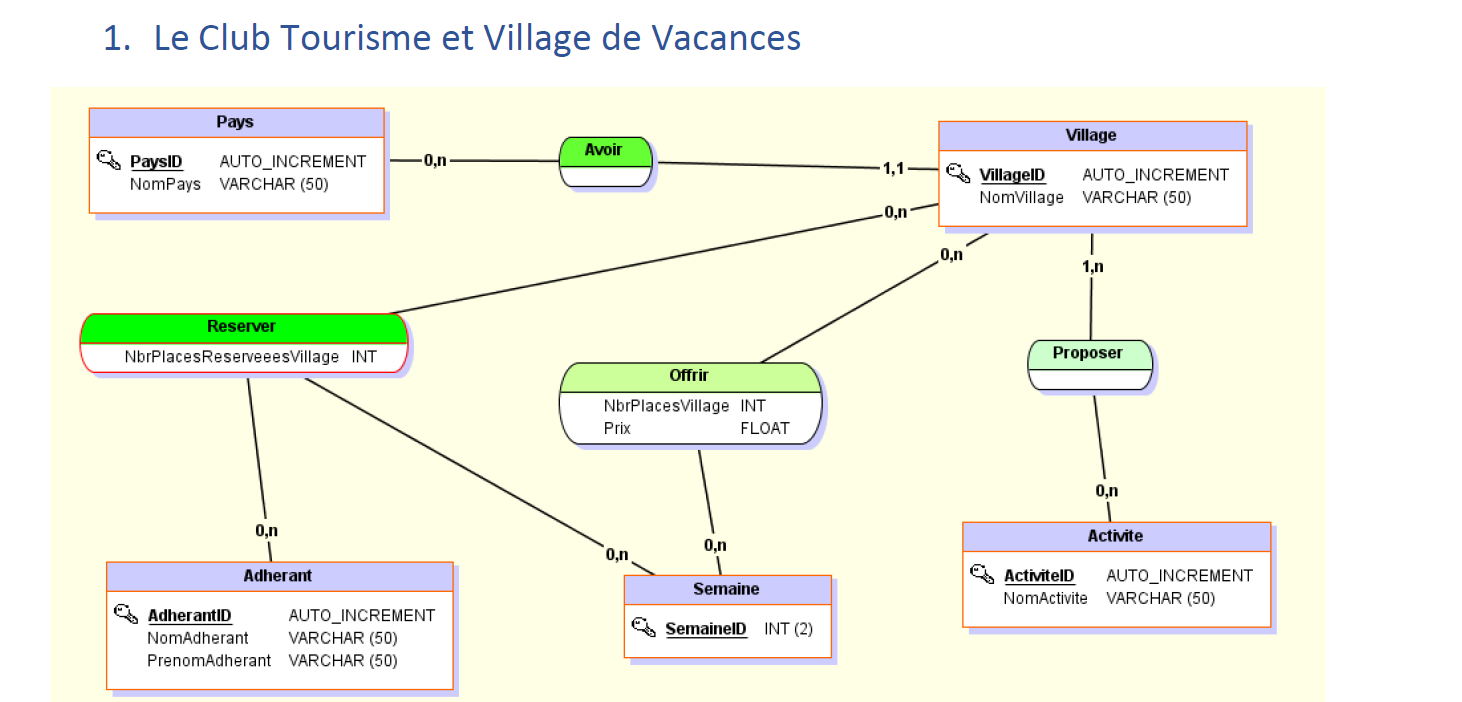 1. Le Club Tourisme et Village de Vacances
Pays
PaysID AUTO_INCREMENT
NomPays VARCHAR (50)
0,n
Avoir
1,1
Village
VillageID AUTO_INCREMENT
NomVillage VARCHAR (50)
0,n
0,n
1,n
Reserver
NbrPlacesReserveeesVillage INT
Offrir
NbrPlacesVillage INT
Prix FLOAT
Proposer
0,n
0,n
0,n
0,n
Adherant
AdherantID AUTO_INCREMENT
NomAdherant VARCHAR (50)
PrenomAdherant VARCHAR (50)
Semaine
SemaineID INT (2)
Activite
ActiviteID AUTO_INCREMENT
NomActivite VARCHAR (50)